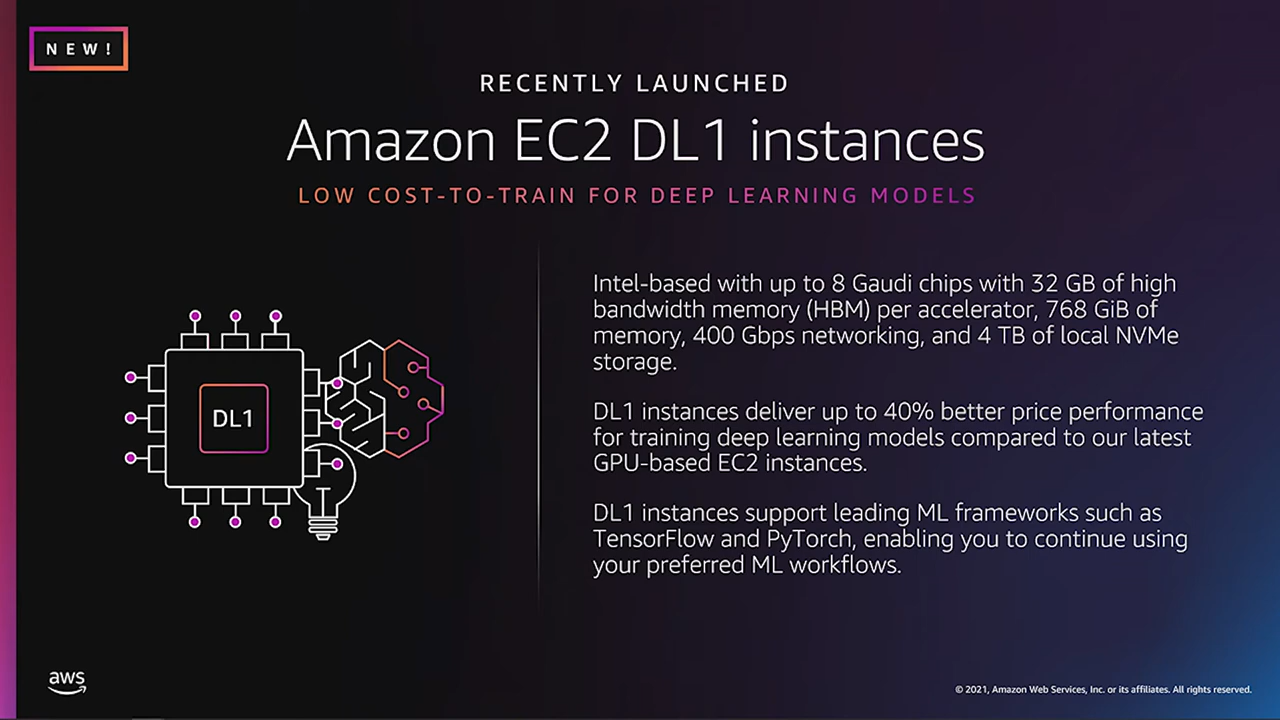 NEW!
RECENTLY LAUNCHED
Amazon EC2 DL1 instances
LOW COST-TO-TRAIN FOR DEEP LEARNING MODELS
Intel-based with up to 8 Gaudi chips with 32 GB of high
bandwidth memory (HBM) per accelerator, 768 GiB of
memory, 400 Gbps networking, and 4 TB of local NVMe
storage.
DL1 instances deliver up to 40% better price performance
for training deep learning models compared to our latest
GPU-based EC2 instances.
DL1 instances support leading ML frameworks such as
TensorFlow and PyTorch, enabling you to continue using
your preferred ML workflows.
DL1
aws
© 2021, Amazon Web Services, Inc. or its affiliates. All rights reserved.